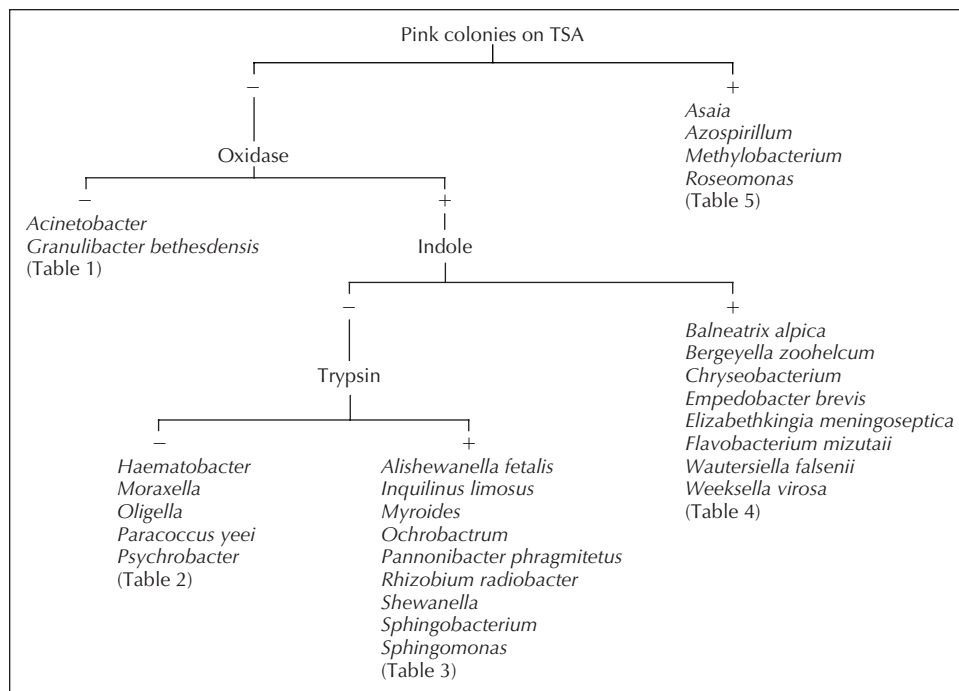 Pink colonies on TSA
−
+
Asaia
Azospirillum
Methylobacterium
Roseomonas
(Table 5)
Oxidase
−
+
Acinetobacter
Granulibacter bethesdensis
(Table 1)
Indole
−
+
Balneatrix alpica
Bergeyella zoohelcum
Chryseobacterium
Empedobacter brevis
Elizabethkingia meningoseptica
Flavobacterium mizutaii
Wautersiella falsenii
Weeksella virosa
(Table 4)
Trypsin
−
+
Haematobacter
Moraxella
Oligella
Paracoccus yeei
Psychrobacter
(Table 2)
Alishewanella fetalis
Inquilinus limosus
Myroides
Ochrobactrum
Pannonibacter phragmitetus
Rhizobium radiobacter
Shewanella
Sphingobacterium
Sphingomonas
(Table 3)